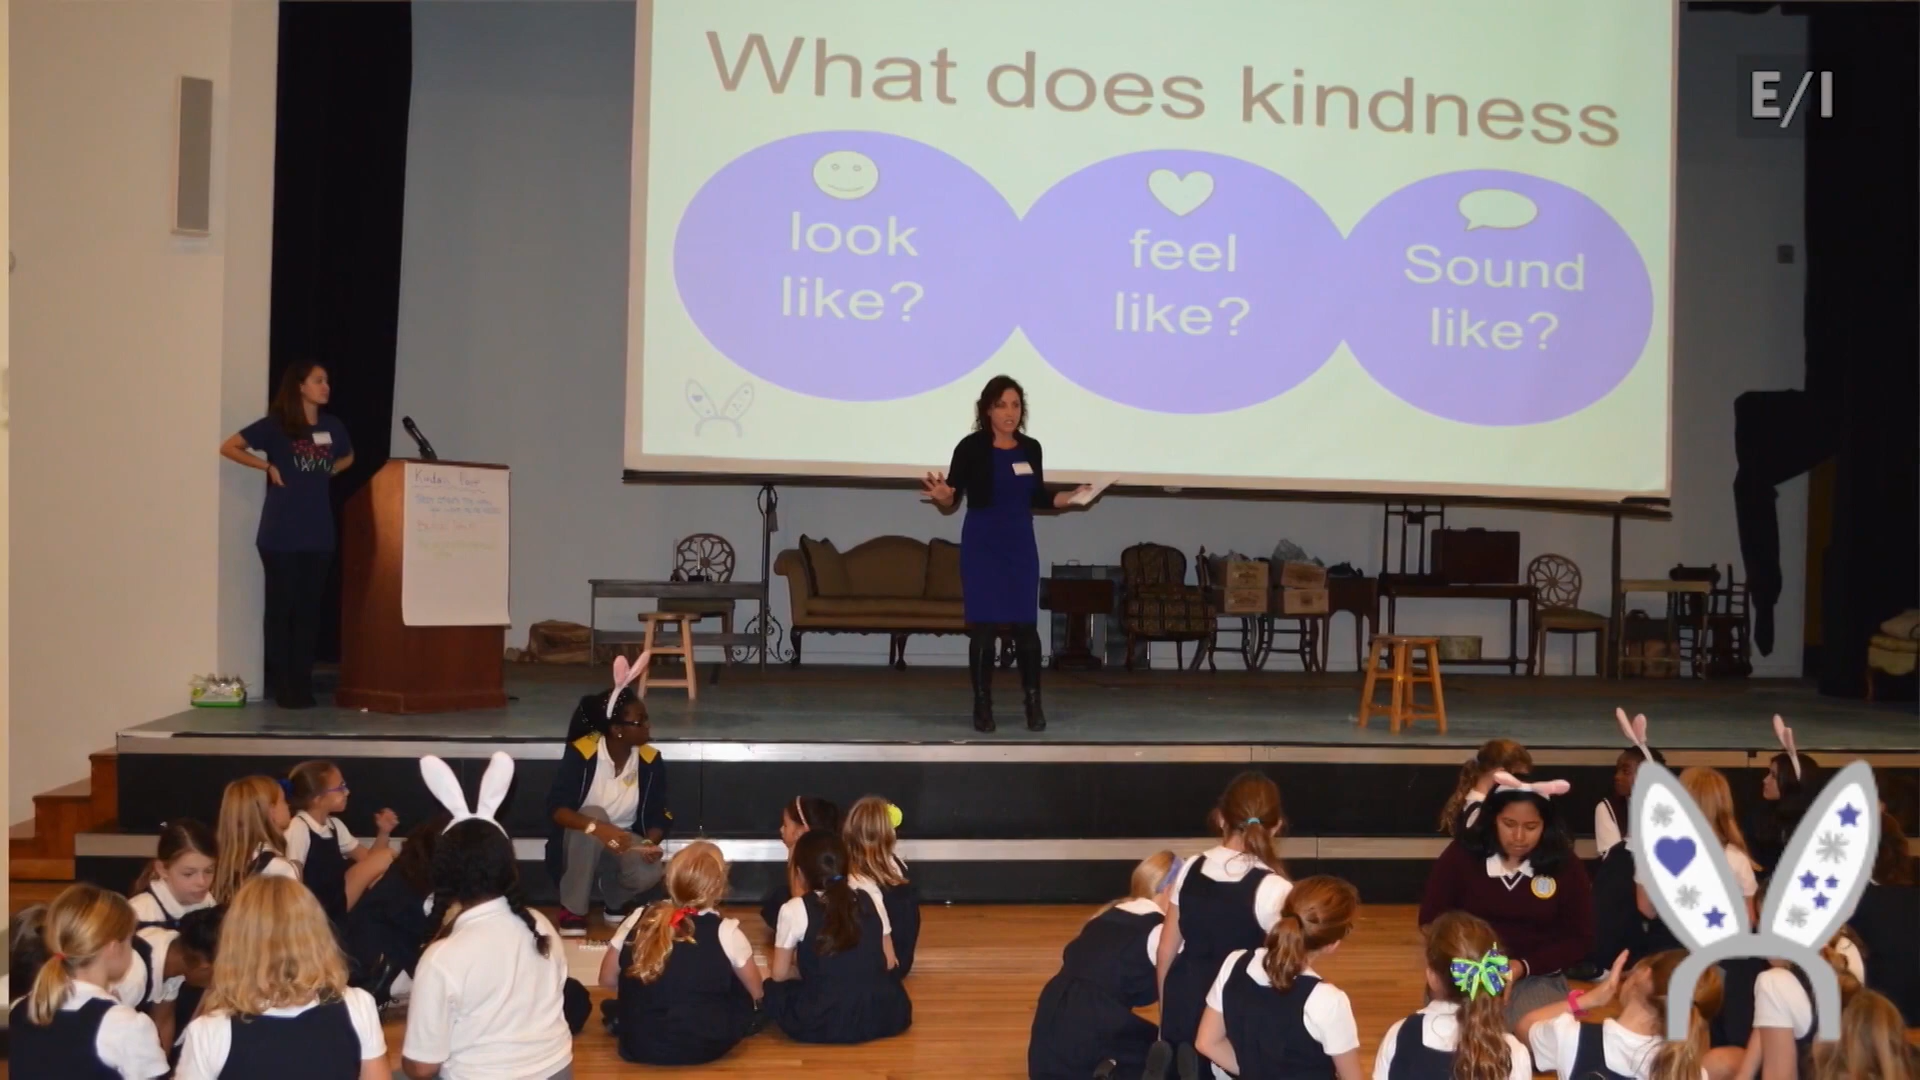 What does kindness
look
like?
feel
like?
Sound
like?
E/I